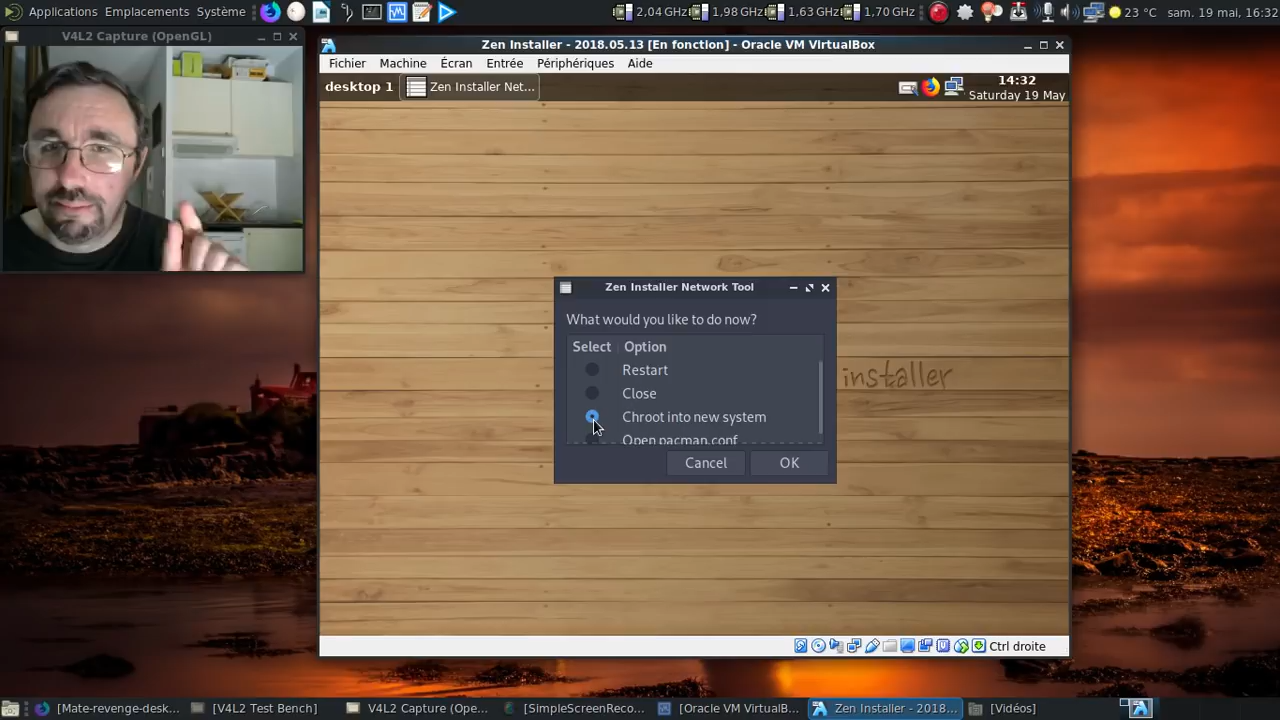 Applications Emplacements Système 2,04 GHz 1,98 GHz 1,63 GHz 1,70 GHz 23 °C sam. 19 mai, 16:32
V4L2 Capture (OpenGL)
Zen Installer - 2018.05.13 [En fonction] - Oracle VM VirtualBox
Fichier Machine Écran Entrée Périphériques Aide
desktop 1 Zen Installer Net... 14:32
Saturday 19 May
installer
Zen Installer Network Tool
What would you like to do now?
Select Option
Restart
Close
Chroot into new system
Open pacman.conf
Cancel OK
Ctrl droite
[Mate-revenge-desk... [V4L2 Test Bench] V4L2 Capture (Ope... [SimpleScreenReco... [Oracle VM VirtualB... Zen Installer - 2018... [Vidéos]